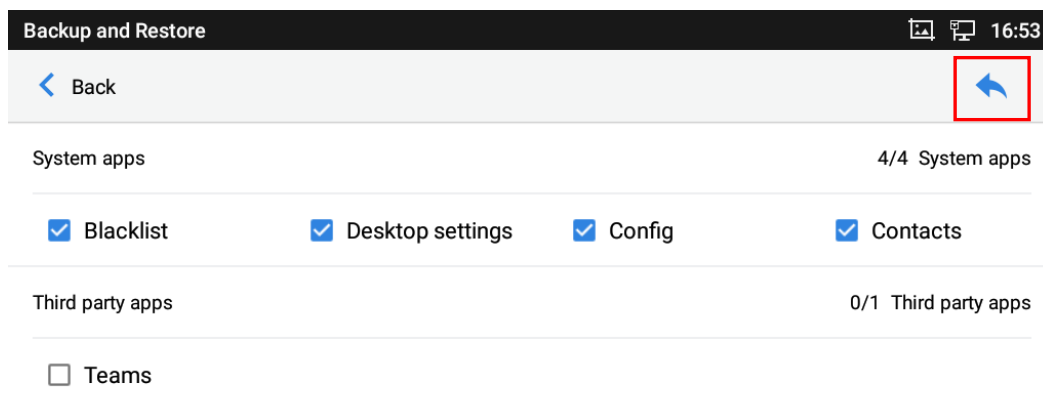 Backup and Restore 16:53
Back
System apps 4/4 System apps
Blacklist Desktop settings Config Contacts
Third party apps 0/1 Third party apps
Teams